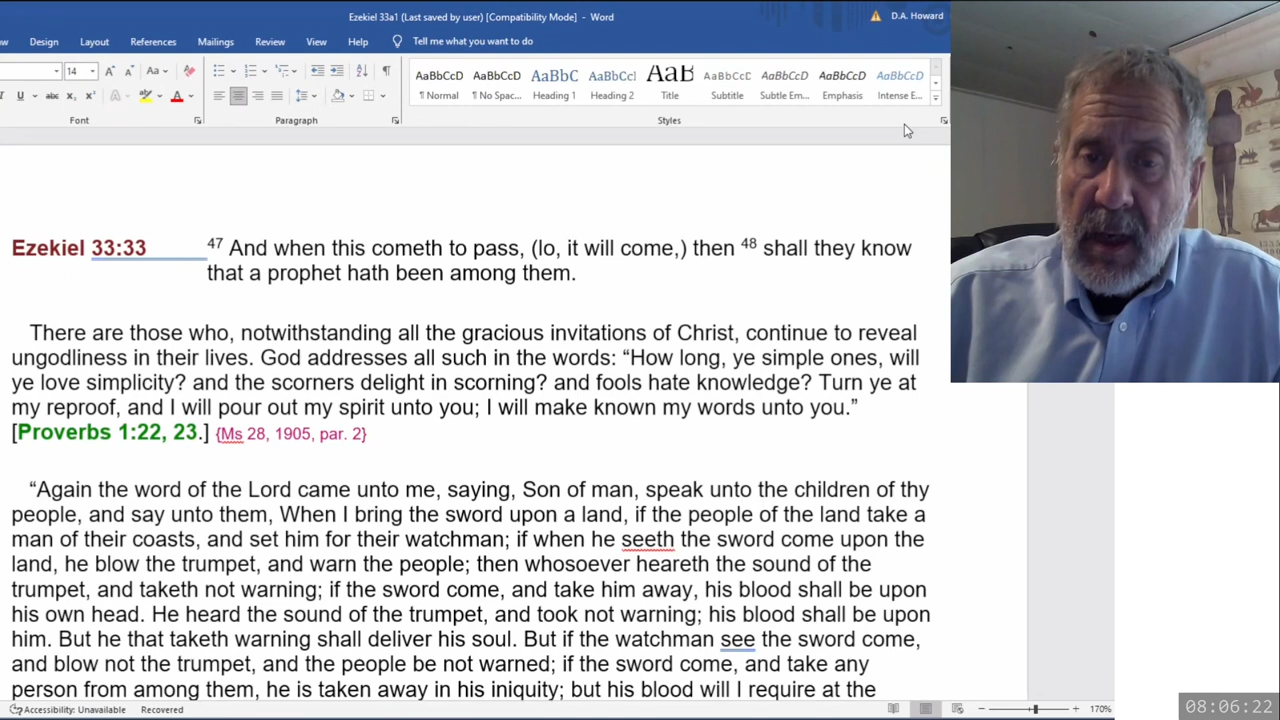 Ezekiel 33a1 (Last saved by user) [Compatibility Mode] - Word
D.A. Howard
Design Layout References Mailings Review View Help Tell me what you want to do
14 Aa
AaBbCcD AaBbCcD AaBbC AaBbCcI AaB AaBbCcD AaBbCcD AaBbCcD AaBbCcD
¶ Normal ¶ No Spac... Heading 1 Heading 2 Title Subtitle Subtle Em... Emphasis Intense E...
Font Paragraph Styles
Ezekiel 33:33 47 And when this cometh to pass, (lo, it will come,) then 48 shall they know
that a prophet hath been among them.
There are those who, notwithstanding all the gracious invitations of Christ, continue to reveal
ungodliness in their lives. God addresses all such in the words: “How long, ye simple ones, will
ye love simplicity? and the scorners delight in scorning? and fools hate knowledge? Turn ye at
my reproof, and I will pour out my spirit unto you; I will make known my words unto you.”
[Proverbs 1:22, 23.] {Ms 28, 1905, par. 2}
“Again the word of the Lord came unto me, saying, Son of man, speak unto the children of thy
people, and say unto them, When I bring the sword upon a land, if the people of the land take a
man of their coasts, and set him for their watchman; if when he seeth the sword come upon the
land, he blow the trumpet, and warn the people; then whosoever heareth the sound of the
trumpet, and taketh not warning; if the sword come, and take him away, his blood shall be upon
his own head. He heard the sound of the trumpet, and took not warning; his blood shall be upon
him. But he that taketh warning shall deliver his soul. But if the watchman see the sword come,
and blow not the trumpet, and the people be not warned; if the sword come, and take any
person from among them, he is taken away in his iniquity; but his blood will I require at the
Accessibility: Unavailable Recovered 170%
08:06:22